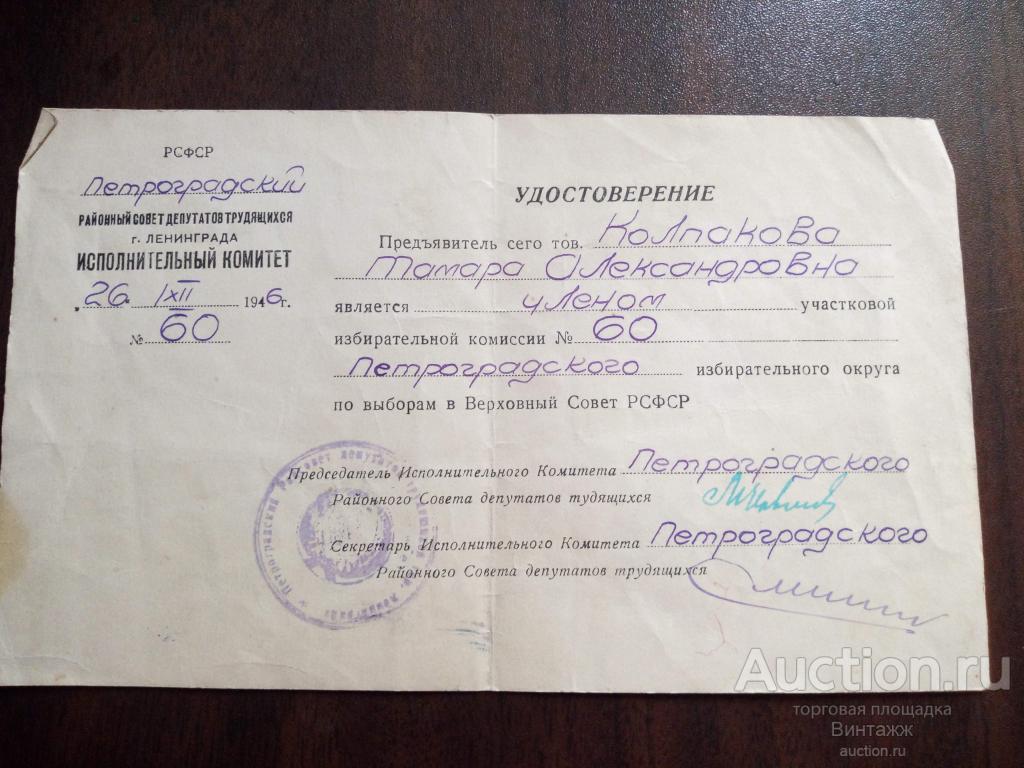 РСФСР
Петроградский
РАЙОННЫЙ СОВЕТ ДЕПУТАТОВ ТРУДЯЩИХСЯ
г. ЛЕНИНГРАДА
ИСПОЛНИТЕЛЬНЫЙ КОМИТЕТ
"26" XII 1946г.
№ 60
УДОСТОВЕРЕНИЕ
Предъявитель сего тов. Колпакова
Тамара Александровна
является членом участковой
избирательной комиссии № 60
Петроградского избирательного округа
по выборам в Верховный Совет РСФСР
Председатель Исполнительного Комитета Петроградского
Районного Совета депутатов тудящихся
Секретарь Исполнительного Комитета Петроградского
Районного Совета депутатов трудящихся
Auction.ru
торговая площадка
Винтажж
auction.ru